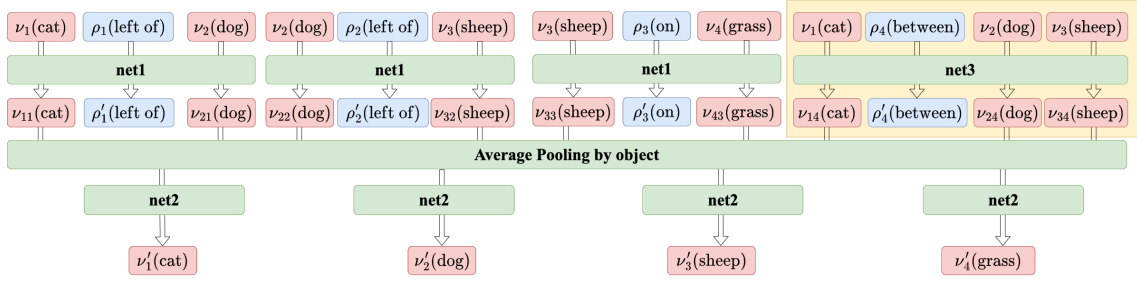 ν₁(cat) ρ₁(left of) ν₂(dog) ν₂(dog) ρ₂(left of) ν₃(sheep) ν₃(sheep) ρ₃(on) ν₄(grass) ν₁(cat) ρ₄(between) ν₂(dog) ν₃(sheep)
net1 net1 net1 net3
ν₁₁(cat) ρ′₁(left of) ν₂₁(dog) ν₂₂(dog) ρ′₂(left of) ν₃₂(sheep) ν₃₃(sheep) ρ′₃(on) ν₄₃(grass) ν₁₄(cat) ρ′₄(between) ν₂₄(dog) ν₃₄(sheep)
Average Pooling by object
net2 net2 net2 net2
ν′₁(cat) ν′₂(dog) ν′₃(sheep) ν′₄(grass)